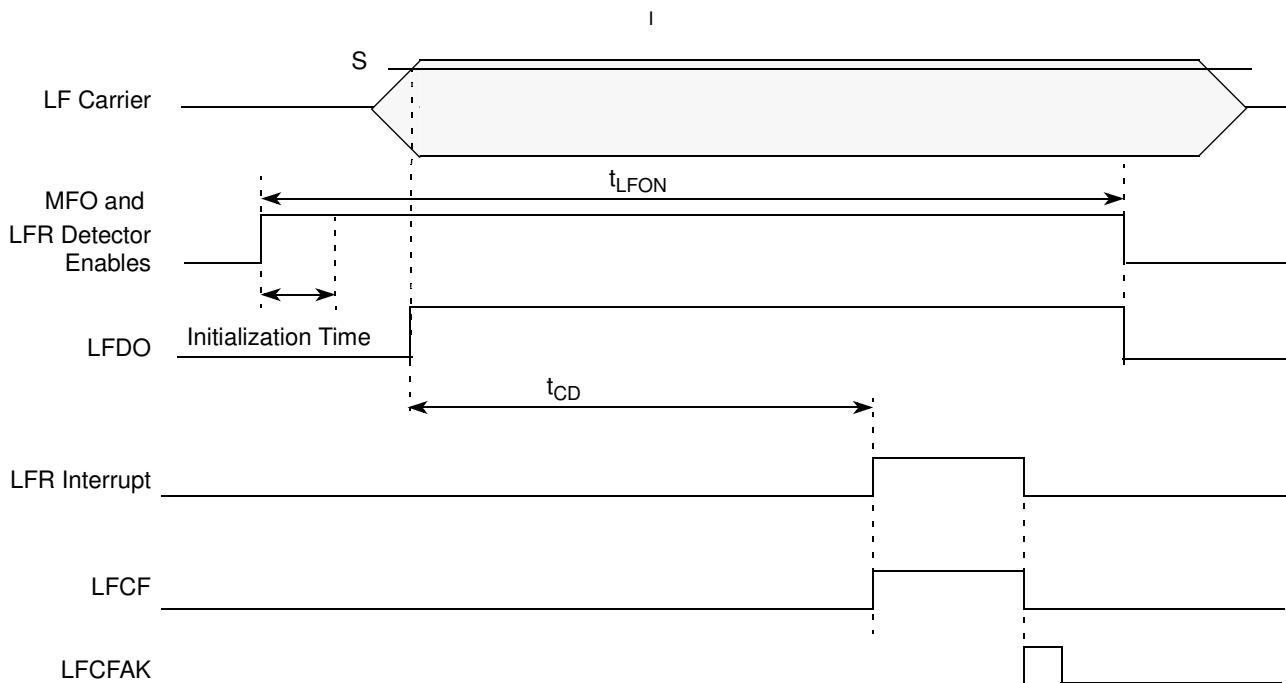 S
LF Carrier
tLFON
MFO and
LFR Detector
Enables
Initialization Time
LFDO
tCD
LFR Interrupt
LFCF
LFCFAK